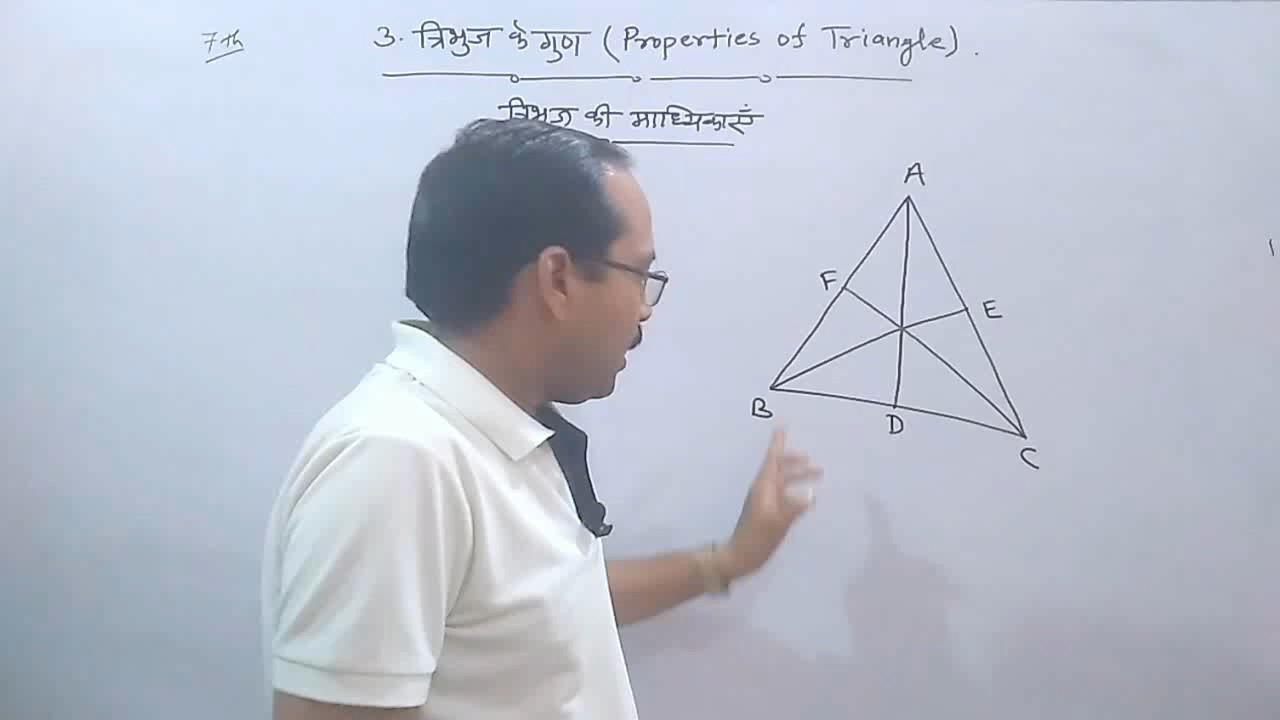 7th
3. त्रिभुज के गुण (Properties of Triangle).
त्रिभुज की माध्यिकाएँ
A
F
E
B
D
C